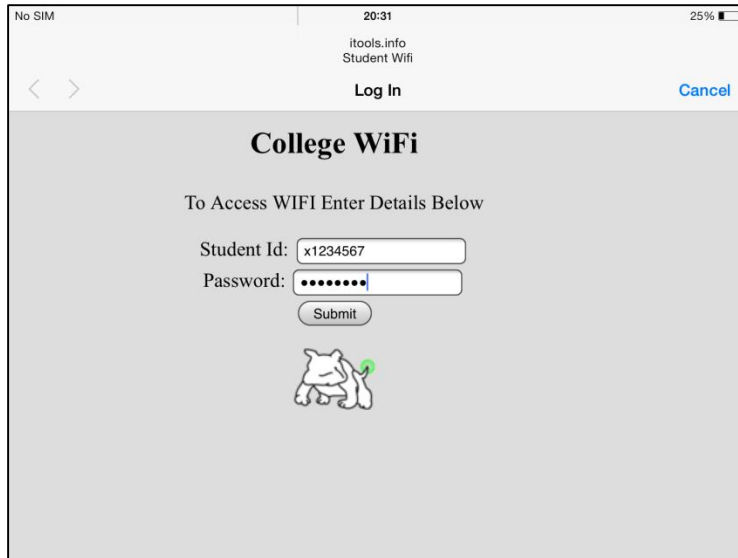 No SIM 20:31 25%
itools.info
Student Wifi
Log In Cancel
College WiFi
To Access WIFI Enter Details Below
Student Id: x1234567
Password: ••••••••
Submit